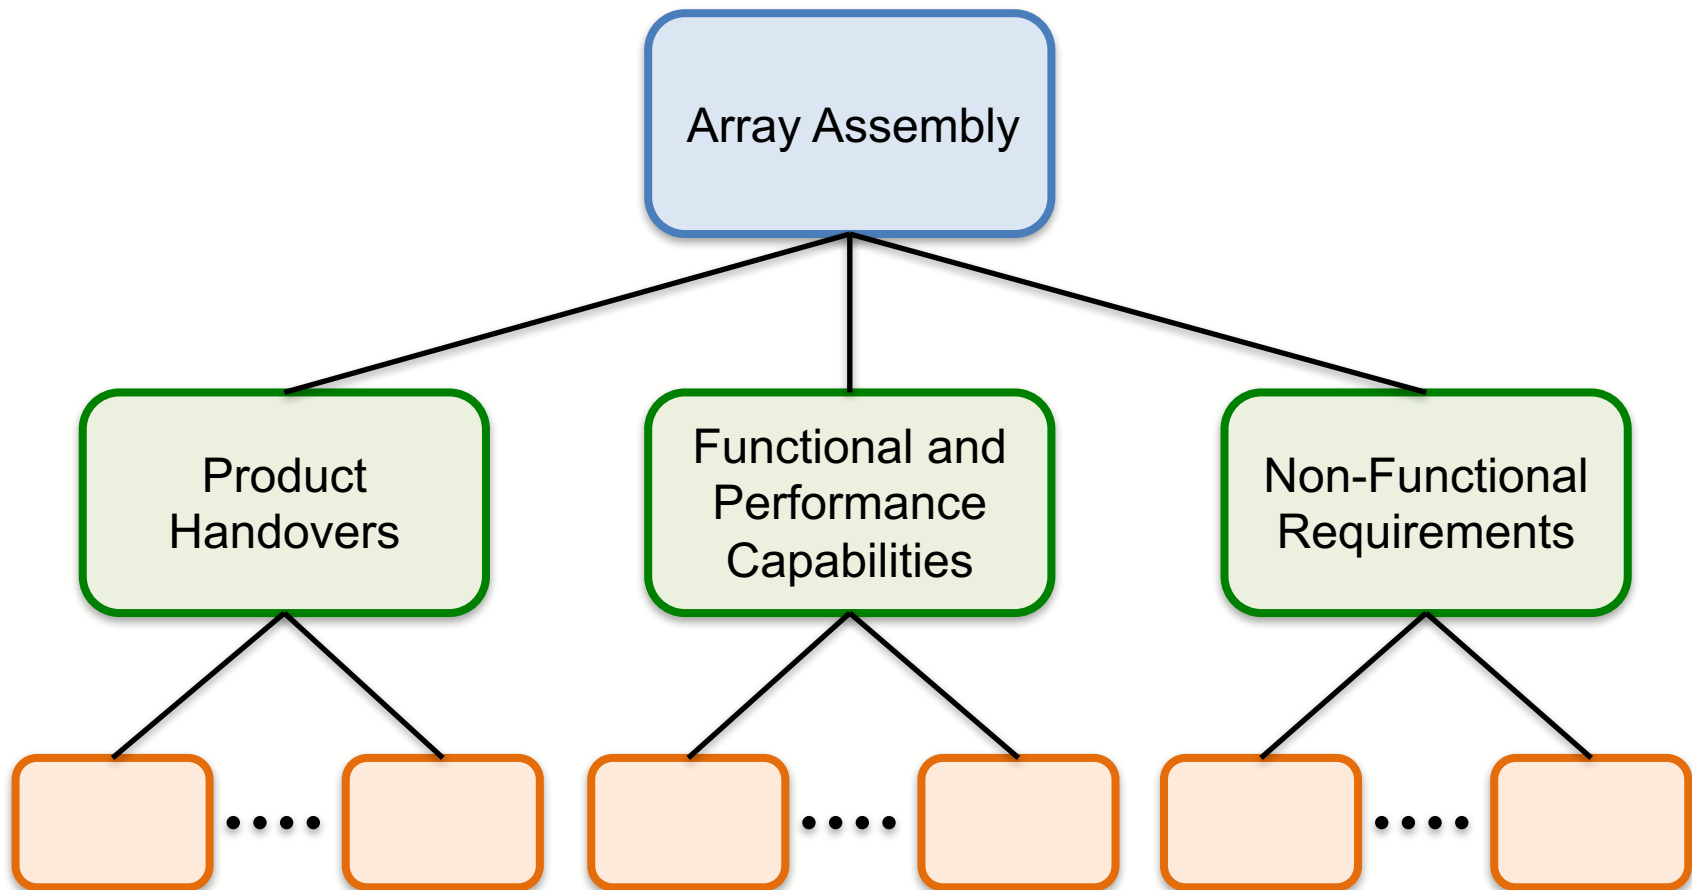 Array Assembly
Product
Handovers
Functional and
Performance
Capabilities
Non-Functional
Requirements